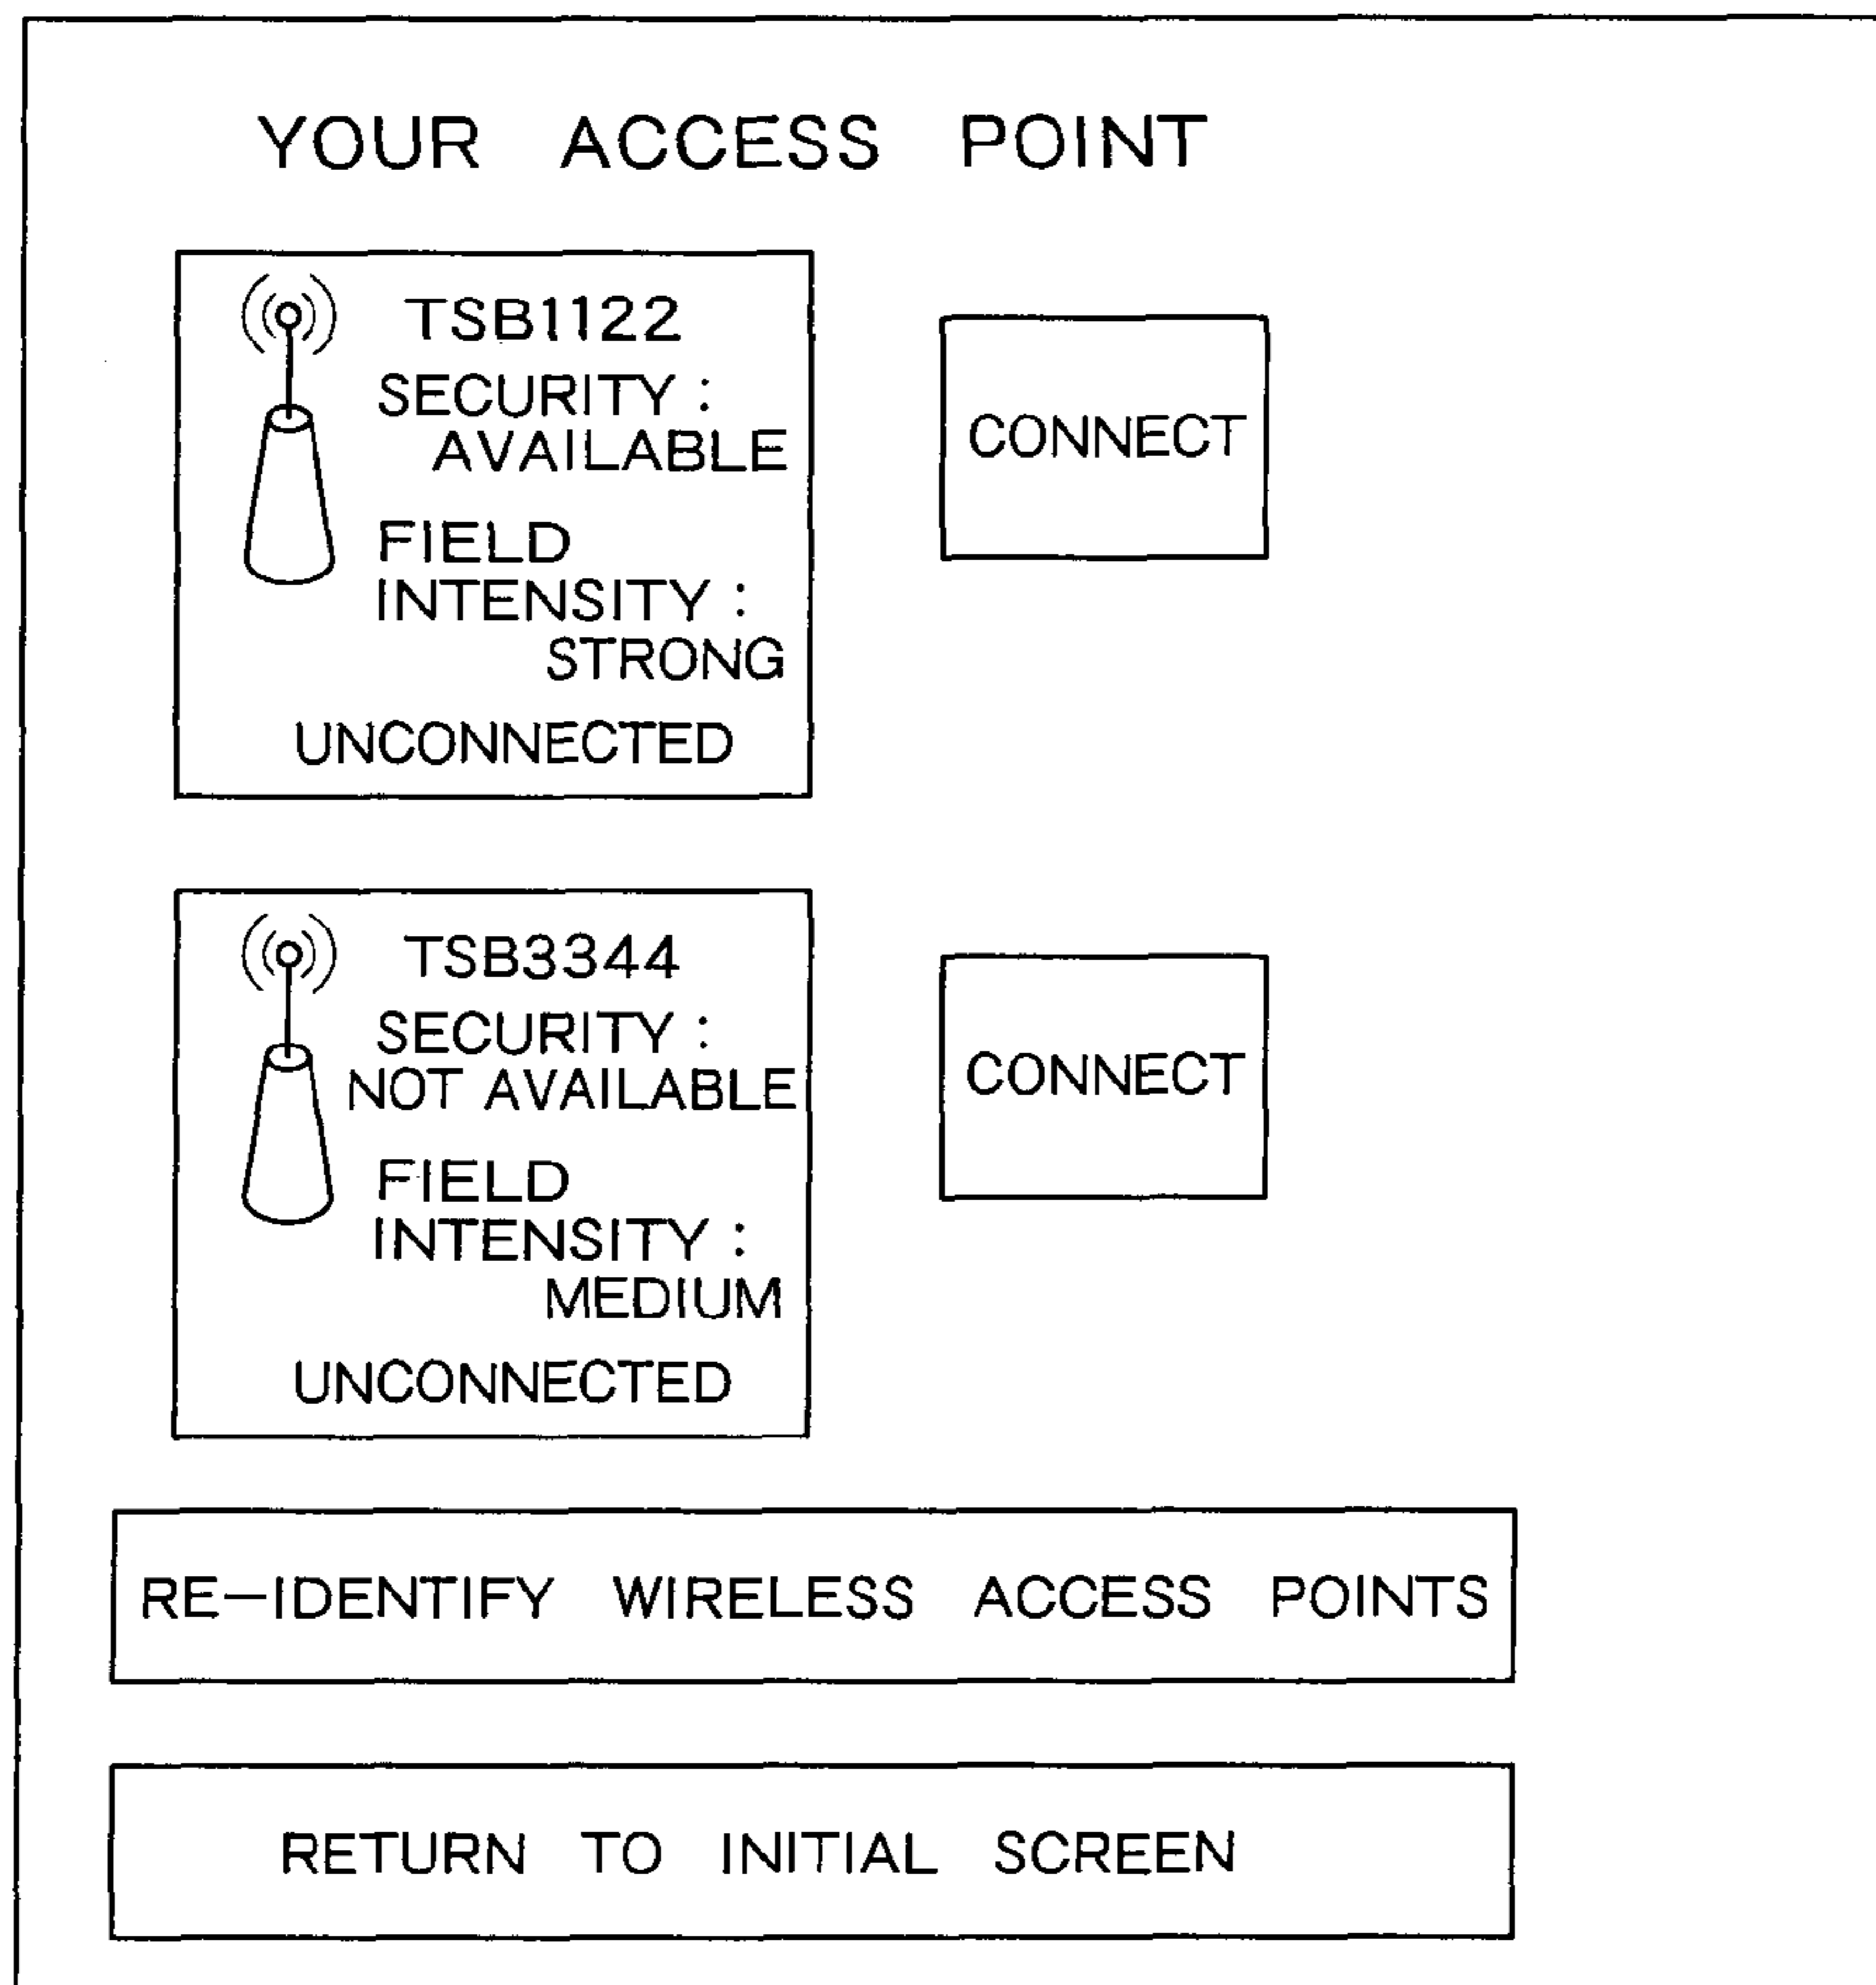 YOUR ACCESS POINT
TSB1122
SECURITY :
AVAILABLE
FIELD
INTENSITY :
STRONG
UNCONNECTED
CONNECT
TSB3344
SECURITY :
NOT AVAILABLE
FIELD
INTENSITY :
MEDIUM
UNCONNECTED
CONNECT
RE-IDENTIFY WIRELESS ACCESS POINTS
RETURN TO INITIAL SCREEN